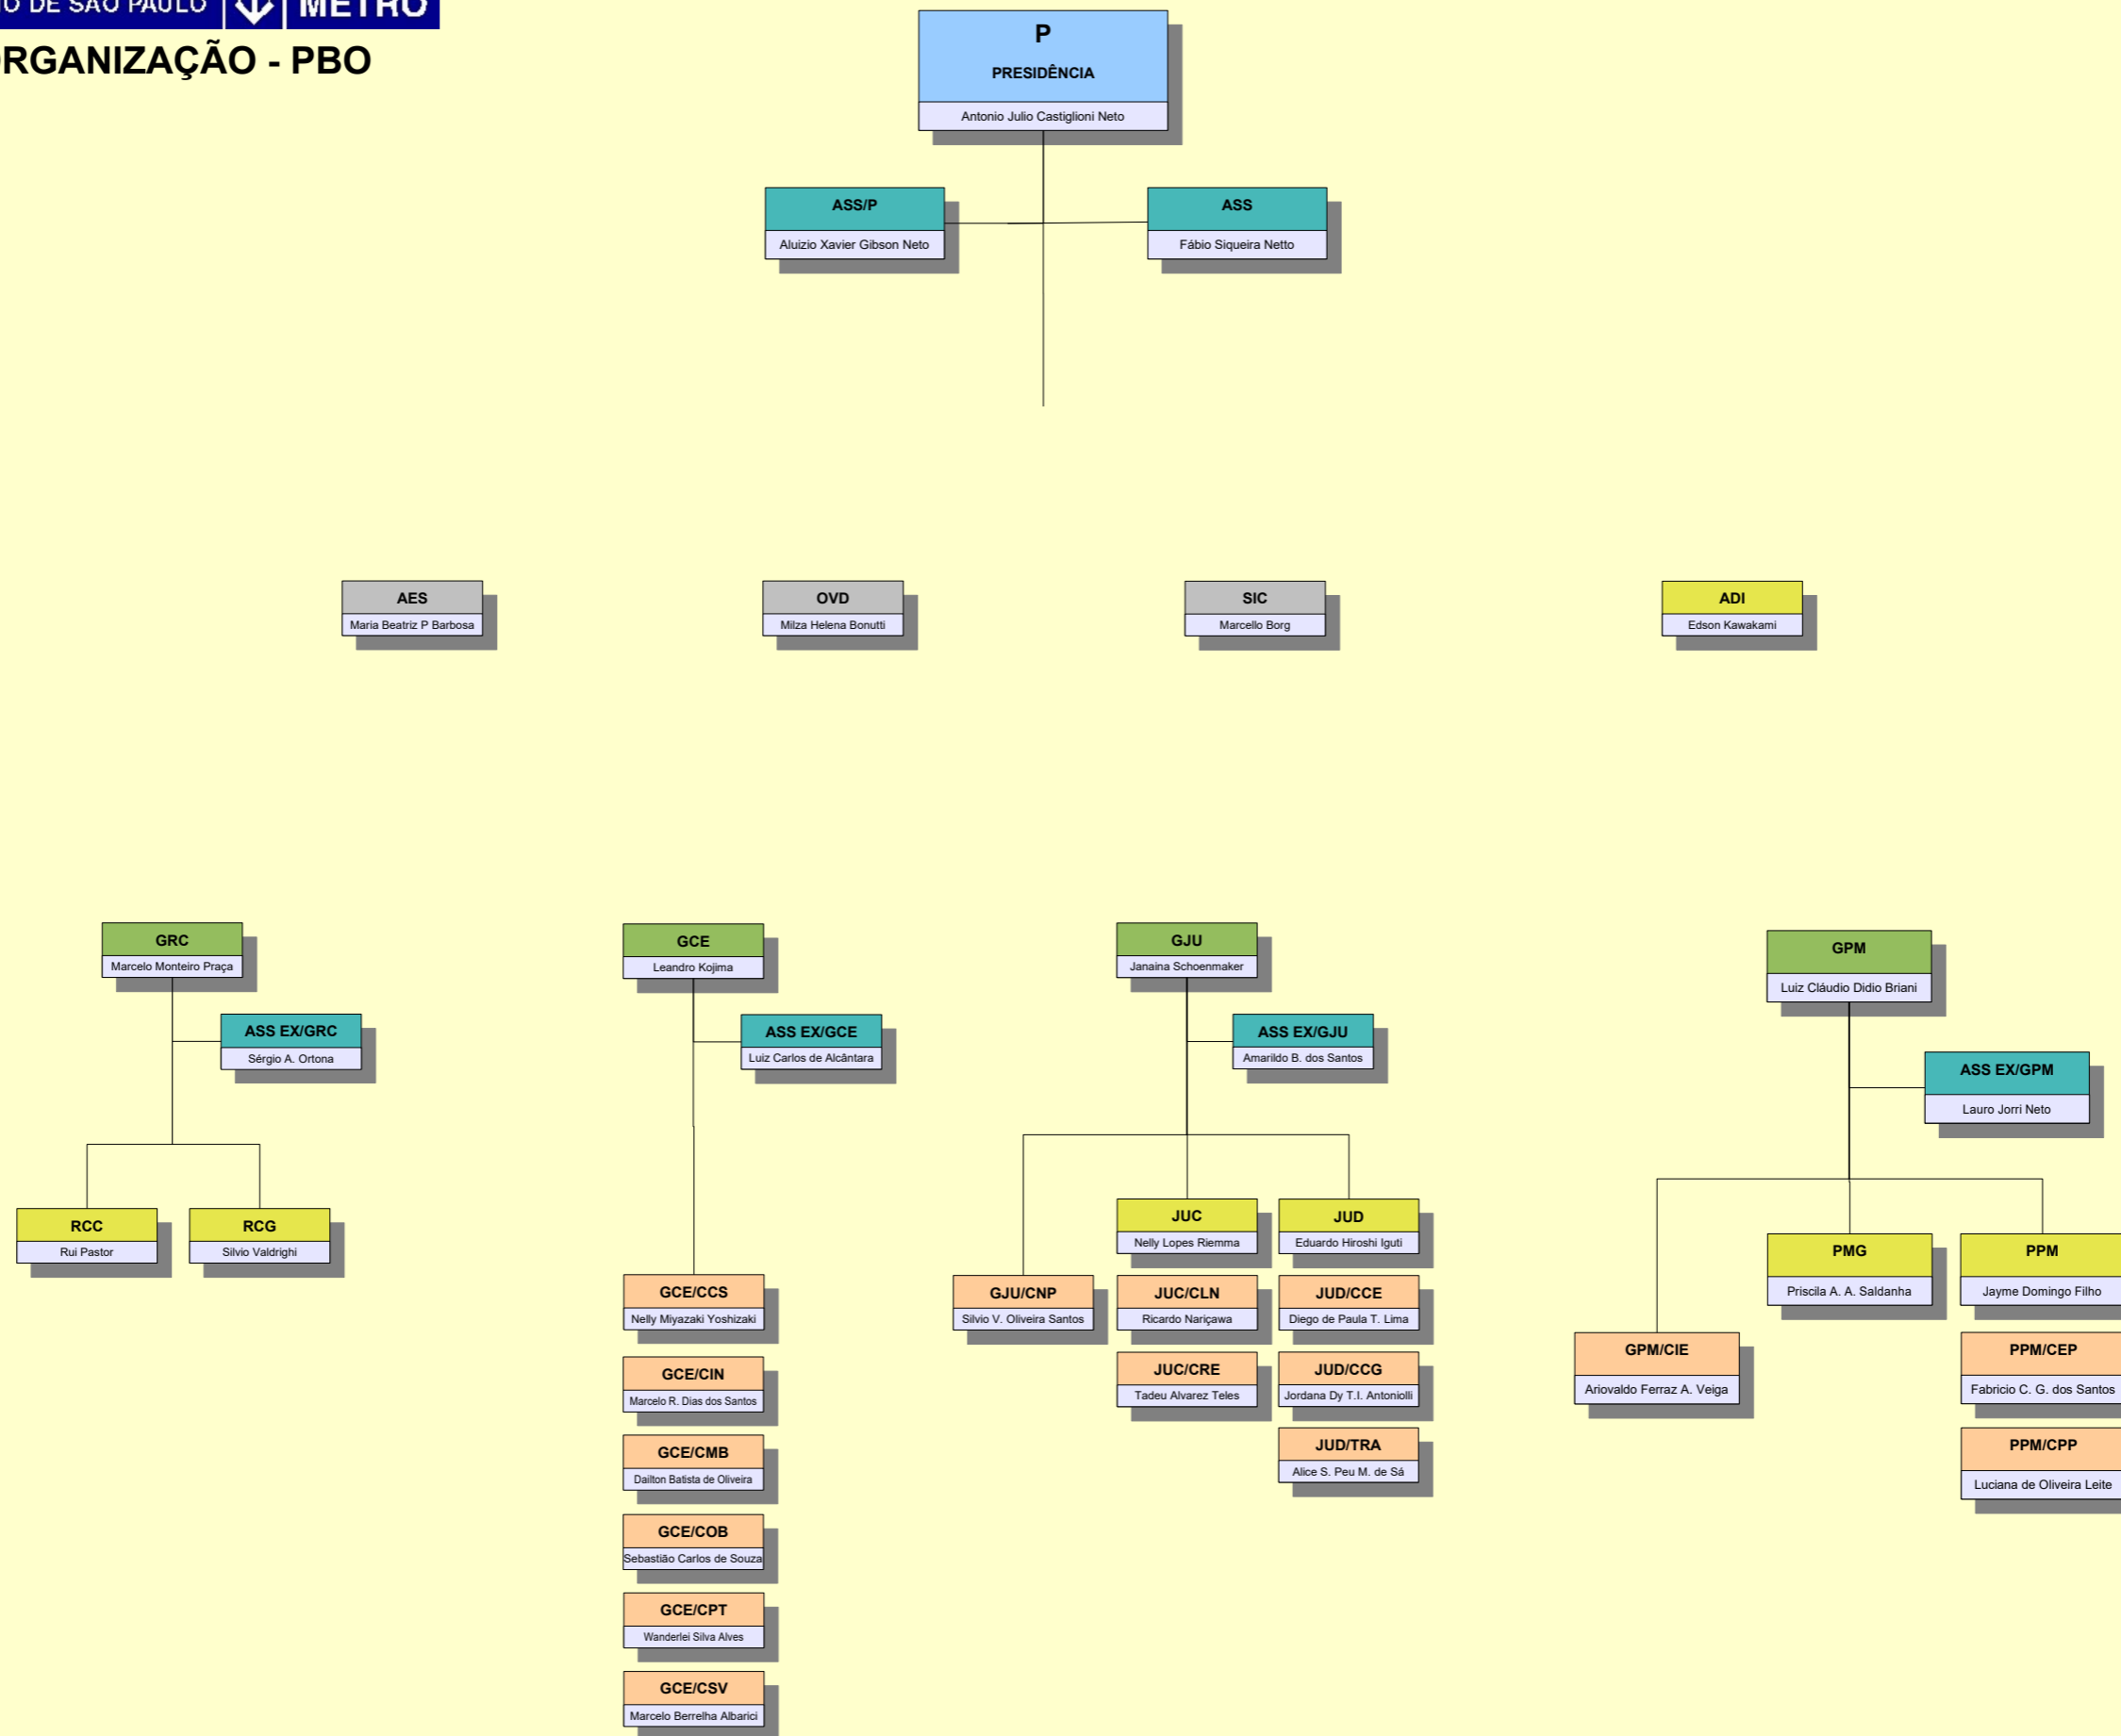 DE SÃO PAULO METRÔ
ORGANIZAÇÃO - PBO
P
PRESIDÊNCIA
Antonio Julio Castiglioni Neto
ASS/P
Aluizio Xavier Gibson Neto
ASS
Fábio Siqueira Netto
AES
Maria Beatriz P Barbosa
OVD
Milza Helena Bonutti
SIC
Marcello Borg
ADI
Edson Kawakami
GRC
Marcelo Monteiro Praça
ASS EX/GRC
Sérgio A. Ortona
RCC
Rui Pastor
RCG
Silvio Valdrighi
GCE
Leandro Kojima
ASS EX/GCE
Luiz Carlos de Alcântara
GCE/CCS
Nelly Miyazaki Yoshizaki
GCE/CIN
Marcelo R. Dias dos Santos
GCE/CMB
Dailton Batista de Oliveira
GCE/COB
Sebastião Carlos de Souza
GCE/CPT
Wanderlei Silva Alves
GCE/CSV
Marcelo Berrelha Albarici
GJU
Janaina Schoenmaker
ASS EX/GJU
Amarildo B. dos Santos
GJU/CNP
Silvio V. Oliveira Santos
JUC
Nelly Lopes Riemma
JUC/CLN
Ricardo Nariçawa
JUC/CRE
Tadeu Alvarez Teles
JUD
Eduardo Hiroshi Iguti
JUD/CCE
Diego de Paula T. Lima
JUD/CCG
Jordana Dy T.I. Antoniolli
JUD/TRA
Alice S. Peu M. de Sá
GPM
Luiz Cláudio Didio Briani
ASS EX/GPM
Lauro Jorri Neto
GPM/CIE
Ariovaldo Ferraz A. Veiga
PMG
Priscila A. A. Saldanha
PPM
Jayme Domingo Filho
PPM/CEP
Fabricio C. G. dos Santos
PPM/CPP
Luciana de Oliveira Leite